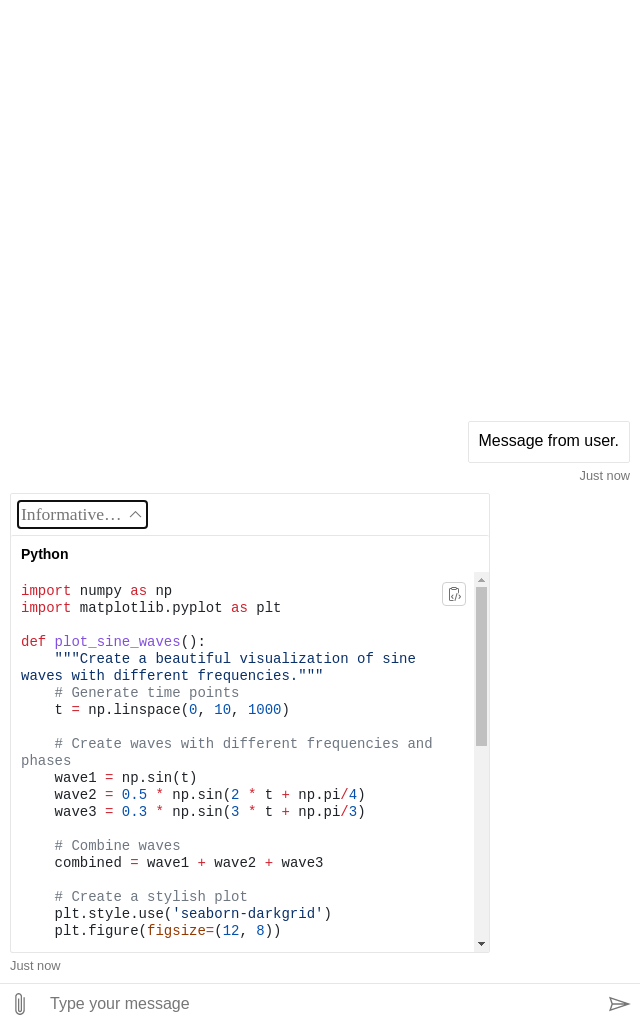 Message from user.
Just now
Informative…
Python
import numpy as np
import matplotlib.pyplot as plt
def plot_sine_waves():
    """Create a beautiful visualization of sine
waves with different frequencies."""
    # Generate time points
    t = np.linspace(0, 10, 1000)
    # Create waves with different frequencies and
phases
    wave1 = np.sin(t)
    wave2 = 0.5 * np.sin(2 * t + np.pi/4)
    wave3 = 0.3 * np.sin(3 * t + np.pi/3)
    # Combine waves
    combined = wave1 + wave2 + wave3
    # Create a stylish plot
    plt.style.use('seaborn-darkgrid')
    plt.figure(figsize=(12, 8))
Just now
Type your message